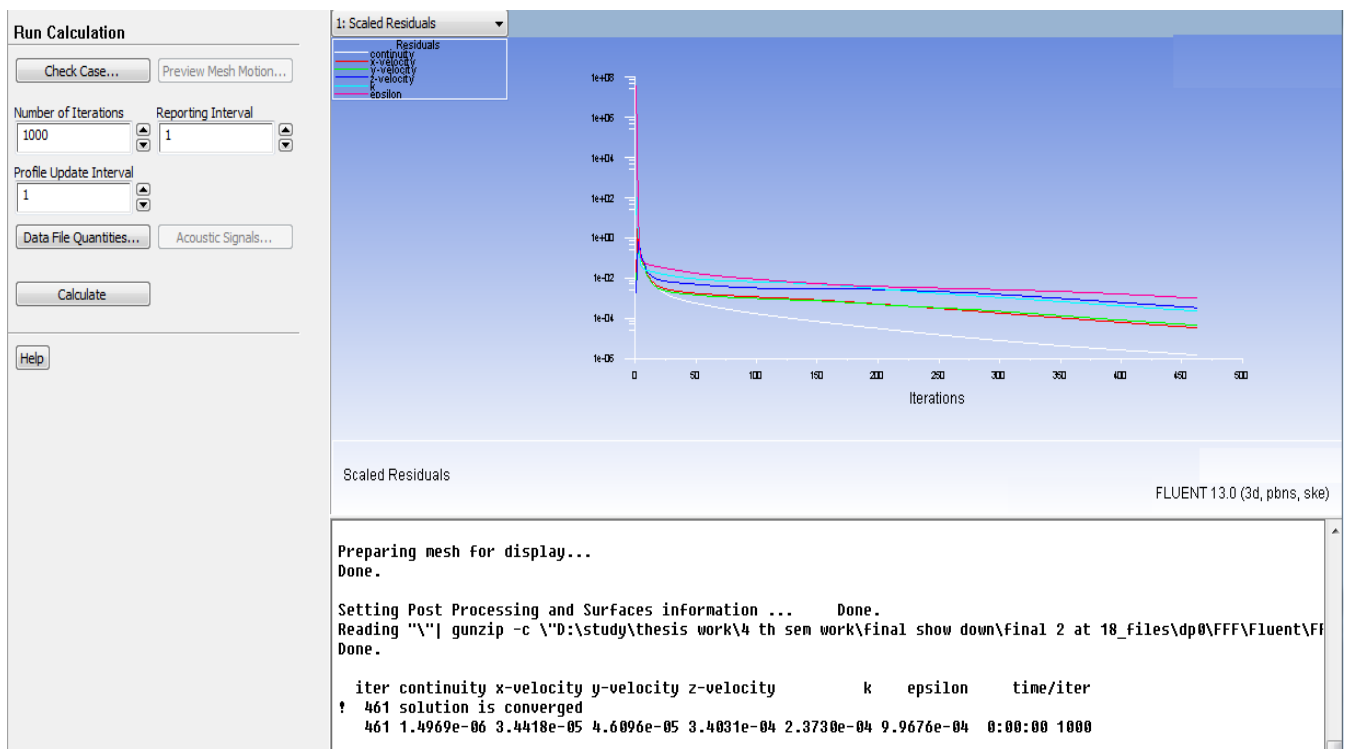 Run Calculation
Check Case... Preview Mesh Motion...
Number of Iterations Reporting Interval
1000 1
Profile Update Interval
1
Data File Quantities... Acoustic Signals...
Calculate
Help
1: Scaled Residuals
Residuals
continuity
x-velocity
y-velocity
z-velocity
k
epsilon
1e+08
1e+06
1e+04
1e+02
1e+00
1e-02
1e-04
1e-06
0 50 100 150 200 250 300 350 400 450 500
Iterations
Scaled Residuals
FLUENT 13.0 (3d, pbns, ske)
Preparing mesh for display...
Done.
Setting Post Processing and Surfaces information ... Done.
Reading "\"| gunzip -c \"D:\study\thesis work\4 th sem work\final show down\final 2 at 18_files\dp0\FFF\Fluent\FF
Done.
iter continuity x-velocity y-velocity z-velocity k epsilon time/iter
! 461 solution is converged
461 1.4969e-06 3.4418e-05 4.6096e-05 3.4031e-04 2.3730e-04 9.9676e-04 0:00:00 1000